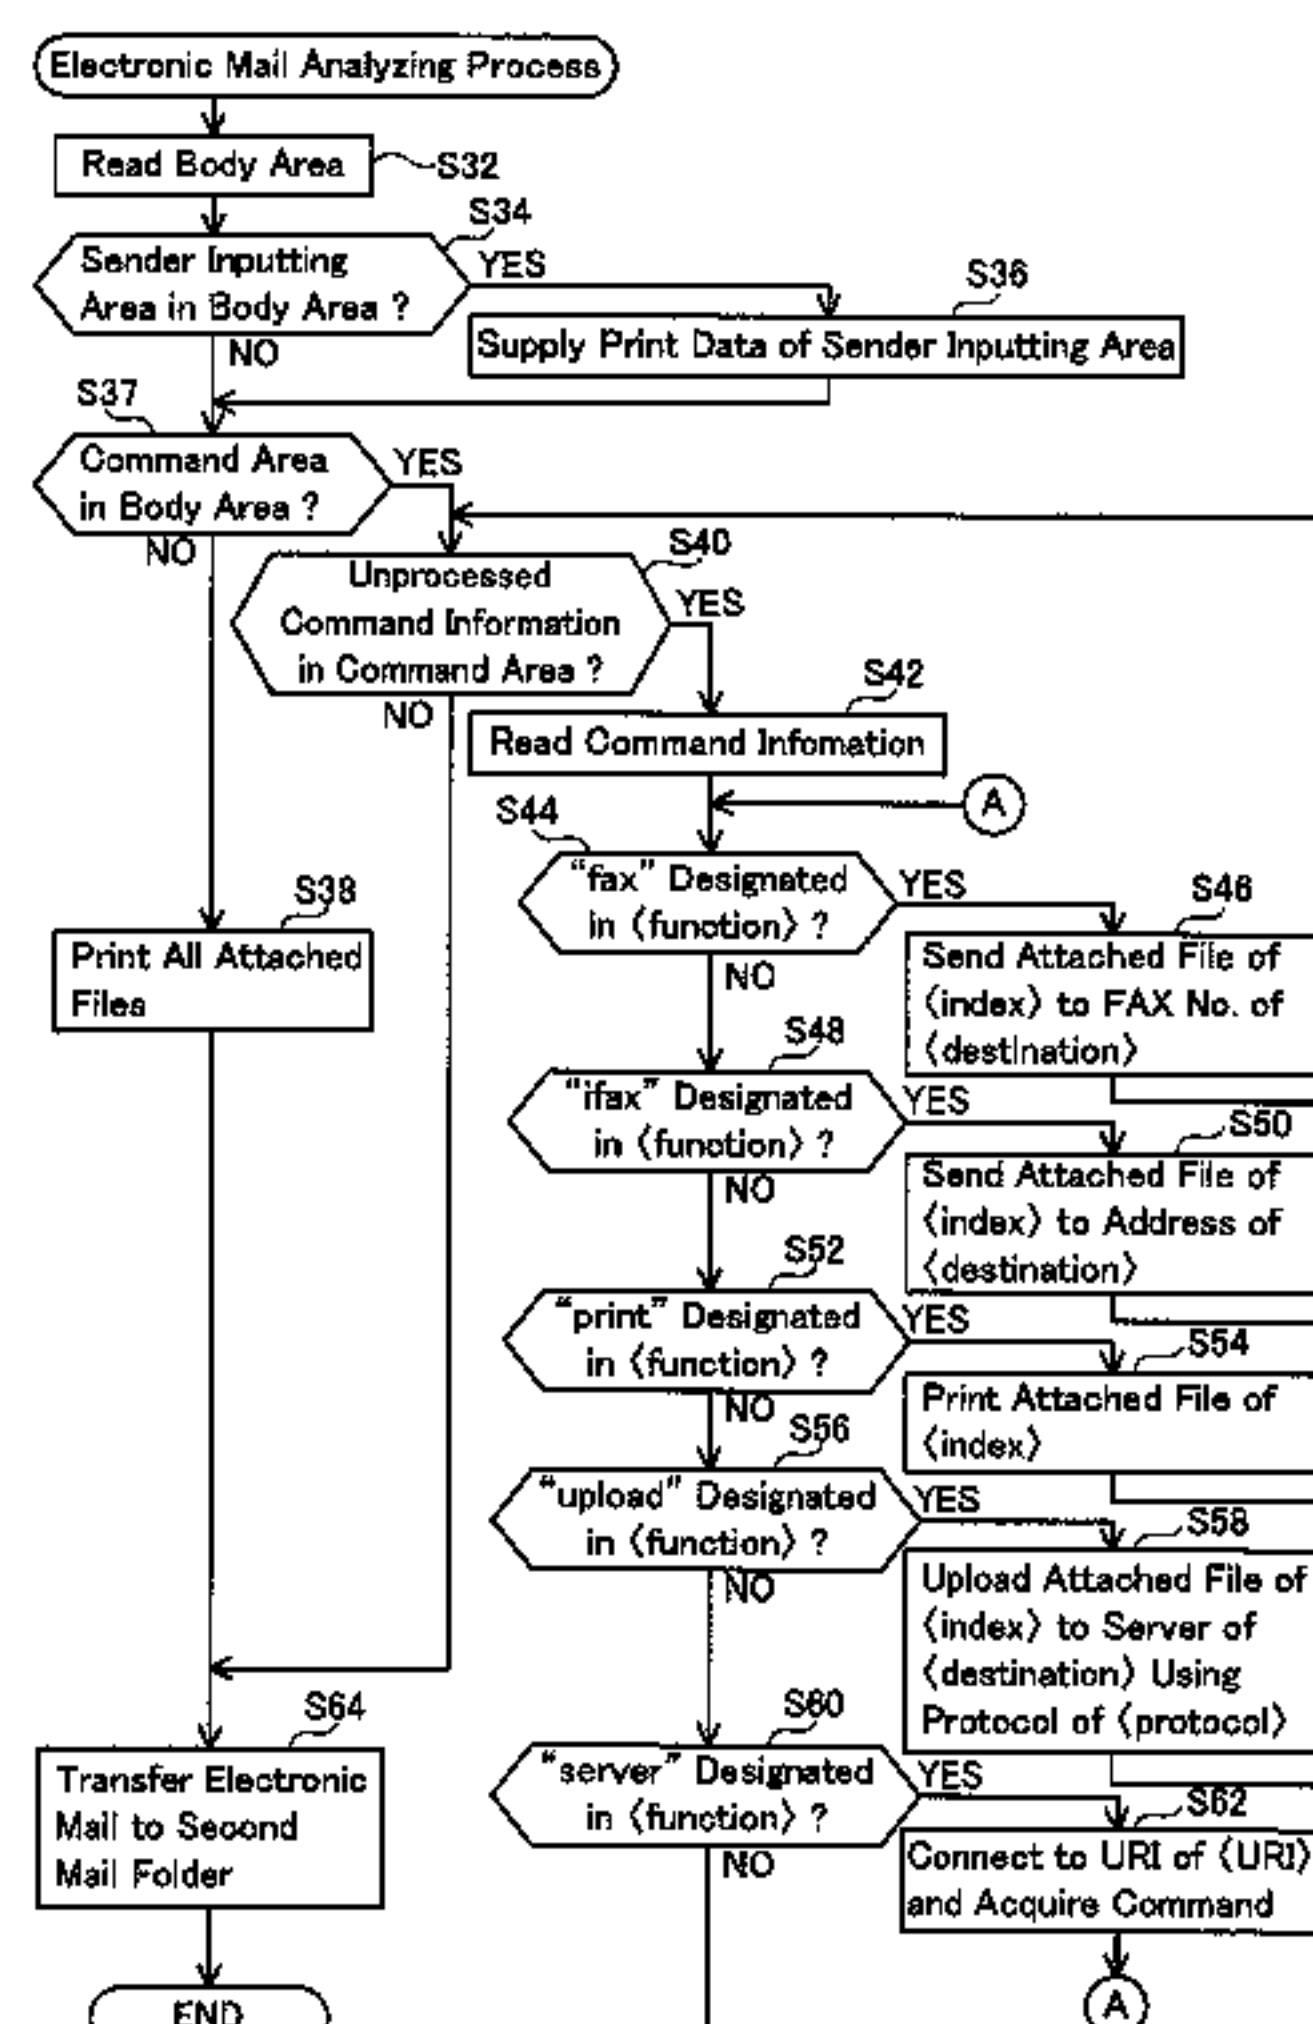 Electronic Mail Analyzing Process
Read Body Area
S32
S34
Sender Inputting
Area in Body Area ?
YES
NO
S36
Supply Print Data of Sender Inputting Area
S37
Command Area
in Body Area ?
YES
NO
S40
Unprocessed
Command Information
in Command Area ?
YES
NO
S42
Read Command Infomation
A
S44
“fax” Designated
in〈function〉?
YES
NO
S46
Send Attached File of
〈index〉to FAX No. of
〈destination〉
S38
Print All Attached
Files
S48
“ifax” Designated
in〈function〉?
YES
NO
S50
Send Attached File of
〈index〉to Address of
〈destination〉
S52
“print” Designated
in〈function〉?
YES
NO
S54
Print Attached File of
〈index〉
S56
“upload” Designated
in〈function〉?
YES
NO
S58
Upload Attached File of
〈index〉to Server of
〈destination〉Using
Protocol of〈protocol〉
S60
“server” Designated
in〈function〉?
YES
NO
S62
Connect to URI of〈URI〉
and Acquire Command
A
S64
Transfer Electronic
Mail to Second
Mail Folder
END